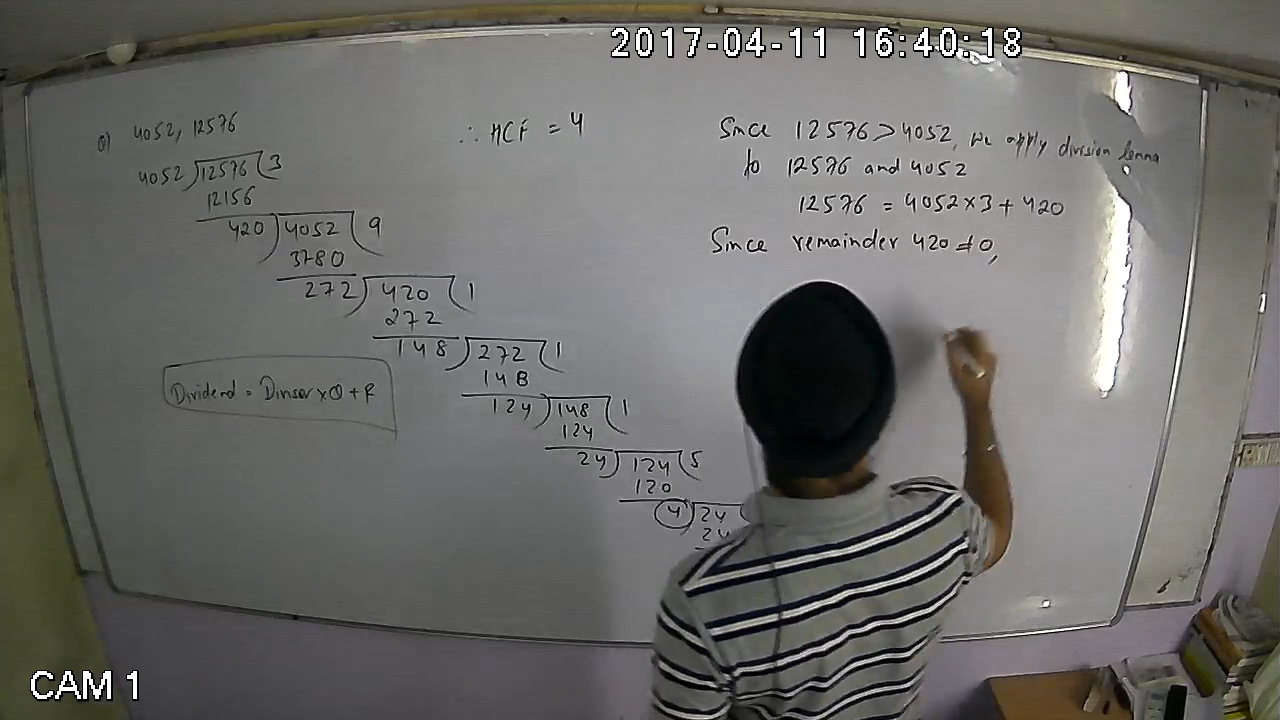 2017-04-11 16:40:18
a) 4052, 12576
4052 ) 12576 ( 3
12156
420 ) 4052 ( 9
3780
272 ) 420 ( 1
272
148 ) 272 ( 1
148
124 ) 148 ( 1
124
24 ) 124 ( 5
120
4 ) 24 (
24
Dividend = Divisor × Q + R
∴ HCF = 4
Since 12576 > 4052, we apply division lemma
to 12576 and 4052
12576 = 4052 × 3 + 420
Since remainder 420 ≠ 0,
CAM 1